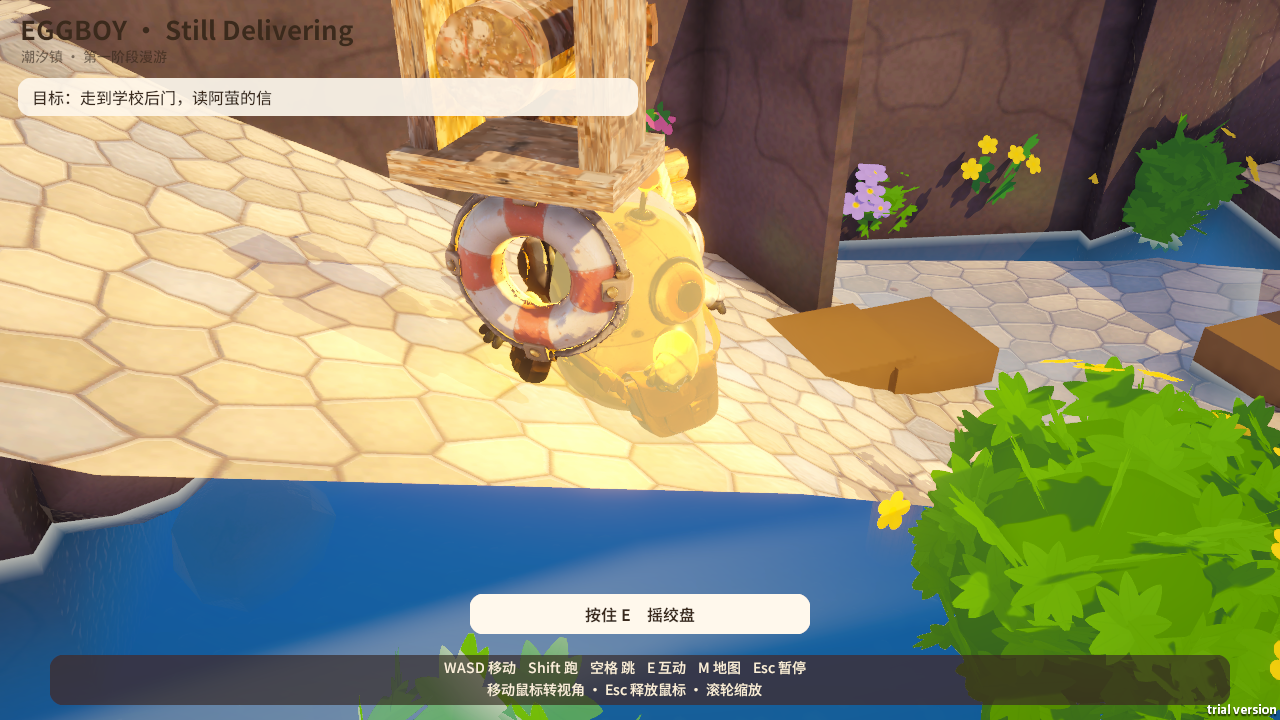 EGGBOY · Still Delivering
潮汐镇 · 第一阶段漫游
目标：走到学校后门，读阿萤的信
按住 E 摇绞盘
WASD 移动 Shift 跑 空格 跳 E 互动 M 地图 Esc 暂停
移动鼠标转视角 · Esc 释放鼠标 · 滚轮缩放
trial version